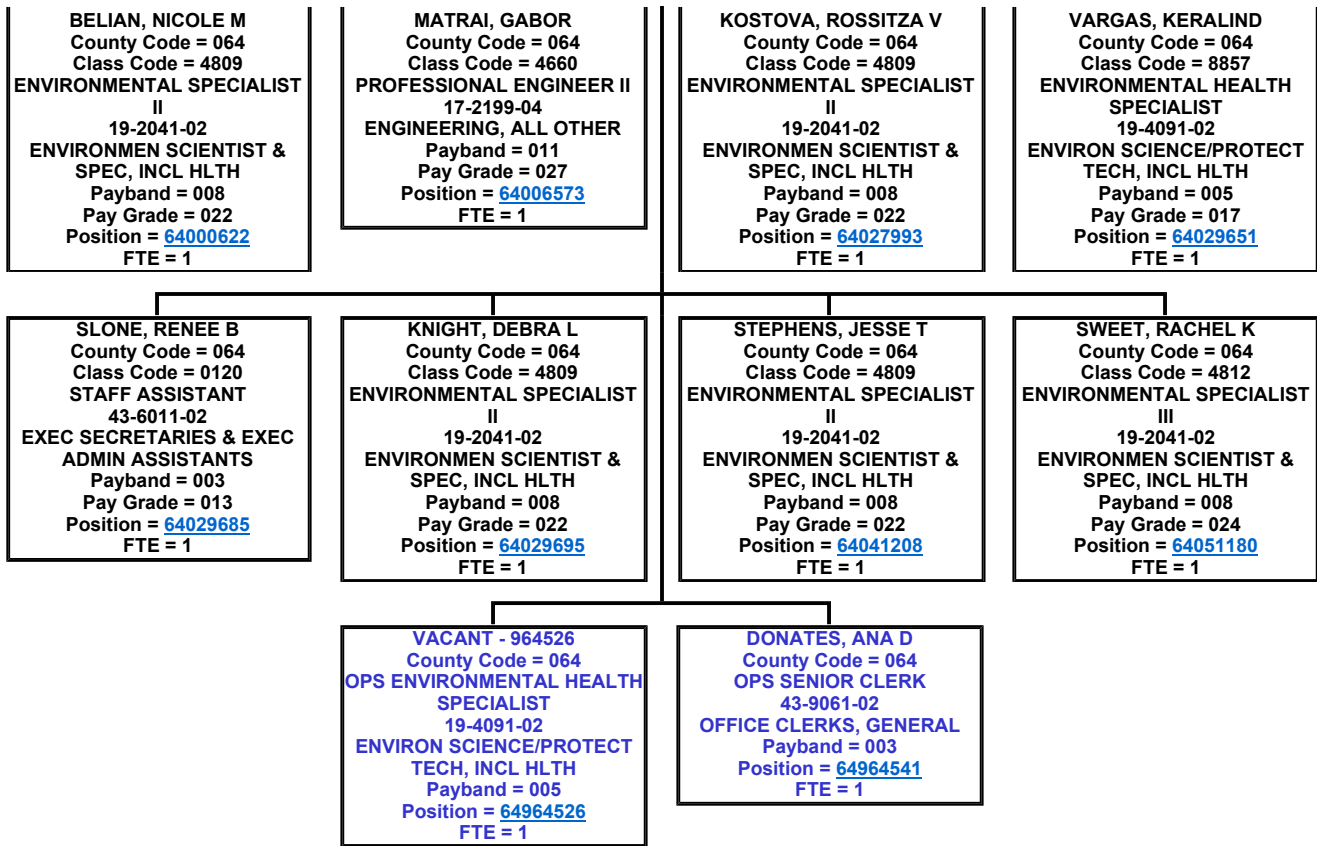 BELIAN, NICOLE M
County Code = 064
Class Code = 4809
ENVIRONMENTAL SPECIALIST
II
19-2041-02
ENVIRONMEN SCIENTIST &
SPEC, INCL HLTH
Payband = 008
Pay Grade = 022
Position = 64000622
FTE = 1
MATRAI, GABOR
County Code = 064
Class Code = 4660
PROFESSIONAL ENGINEER II
17-2199-04
ENGINEERING, ALL OTHER
Payband = 011
Pay Grade = 027
Position = 64006573
FTE = 1
KOSTOVA, ROSSITZA V
County Code = 064
Class Code = 4809
ENVIRONMENTAL SPECIALIST
II
19-2041-02
ENVIRONMEN SCIENTIST &
SPEC, INCL HLTH
Payband = 008
Pay Grade = 022
Position = 64027993
FTE = 1
VARGAS, KERALIND
County Code = 064
Class Code = 8857
ENVIRONMENTAL HEALTH
SPECIALIST
19-4091-02
ENVIRON SCIENCE/PROTECT
TECH, INCL HLTH
Payband = 005
Pay Grade = 017
Position = 64029651
FTE = 1
SLONE, RENEE B
County Code = 064
Class Code = 0120
STAFF ASSISTANT
43-6011-02
EXEC SECRETARIES & EXEC
ADMIN ASSISTANTS
Payband = 003
Pay Grade = 013
Position = 64029685
FTE = 1
KNIGHT, DEBRA L
County Code = 064
Class Code = 4809
ENVIRONMENTAL SPECIALIST
II
19-2041-02
ENVIRONMEN SCIENTIST &
SPEC, INCL HLTH
Payband = 008
Pay Grade = 022
Position = 64029695
FTE = 1
STEPHENS, JESSE T
County Code = 064
Class Code = 4809
ENVIRONMENTAL SPECIALIST
II
19-2041-02
ENVIRONMEN SCIENTIST &
SPEC, INCL HLTH
Payband = 008
Pay Grade = 022
Position = 64041208
FTE = 1
SWEET, RACHEL K
County Code = 064
Class Code = 4812
ENVIRONMENTAL SPECIALIST
III
19-2041-02
ENVIRONMEN SCIENTIST &
SPEC, INCL HLTH
Payband = 008
Pay Grade = 024
Position = 64051180
FTE = 1
VACANT - 964526
County Code = 064
OPS ENVIRONMENTAL HEALTH
SPECIALIST
19-4091-02
ENVIRON SCIENCE/PROTECT
TECH, INCL HLTH
Payband = 005
Position = 64964526
FTE = 1
DONATES, ANA D
County Code = 064
OPS SENIOR CLERK
43-9061-02
OFFICE CLERKS, GENERAL
Payband = 003
Position = 64964541
FTE = 1